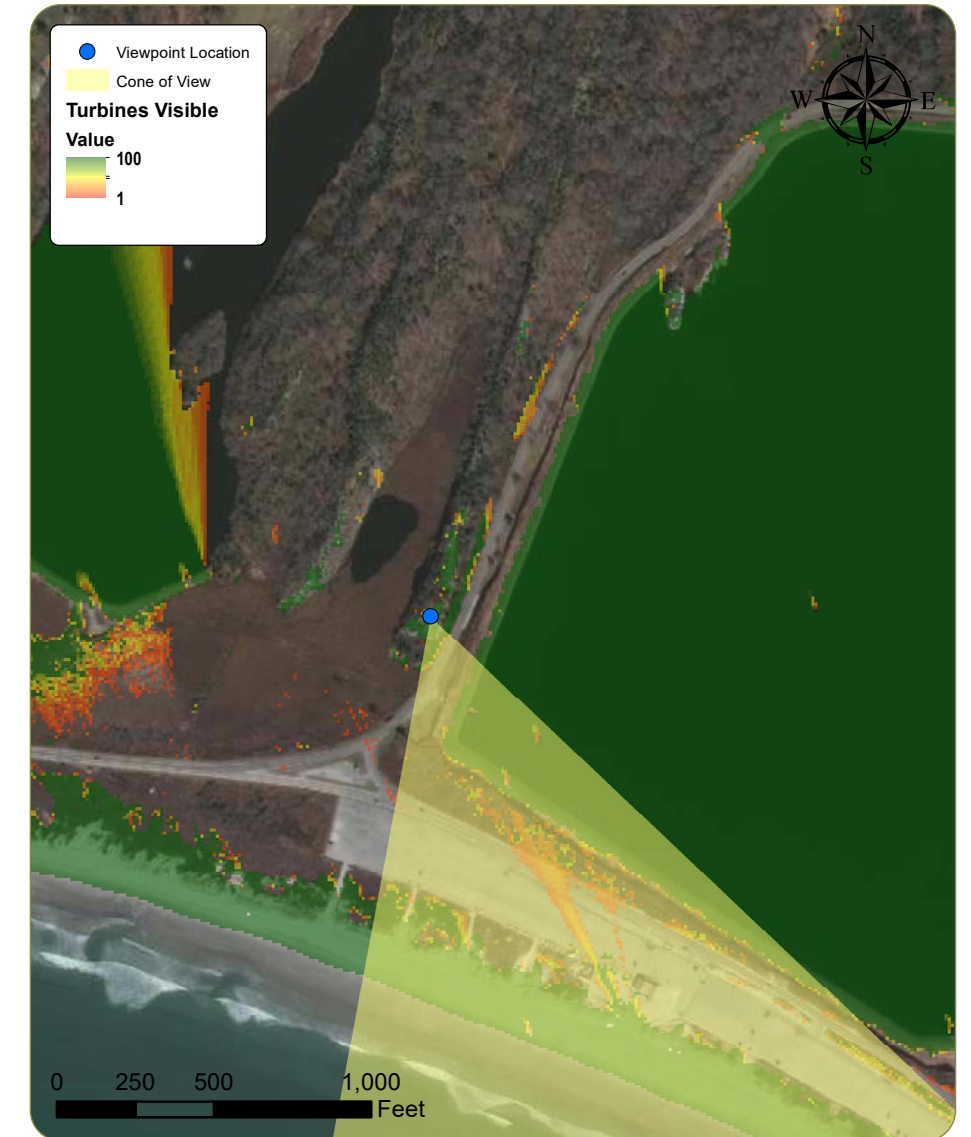 Viewpoint Location
Cone of View
Turbines Visible
Value
100
1
N
W E
S
0 250 500 1,000
Feet